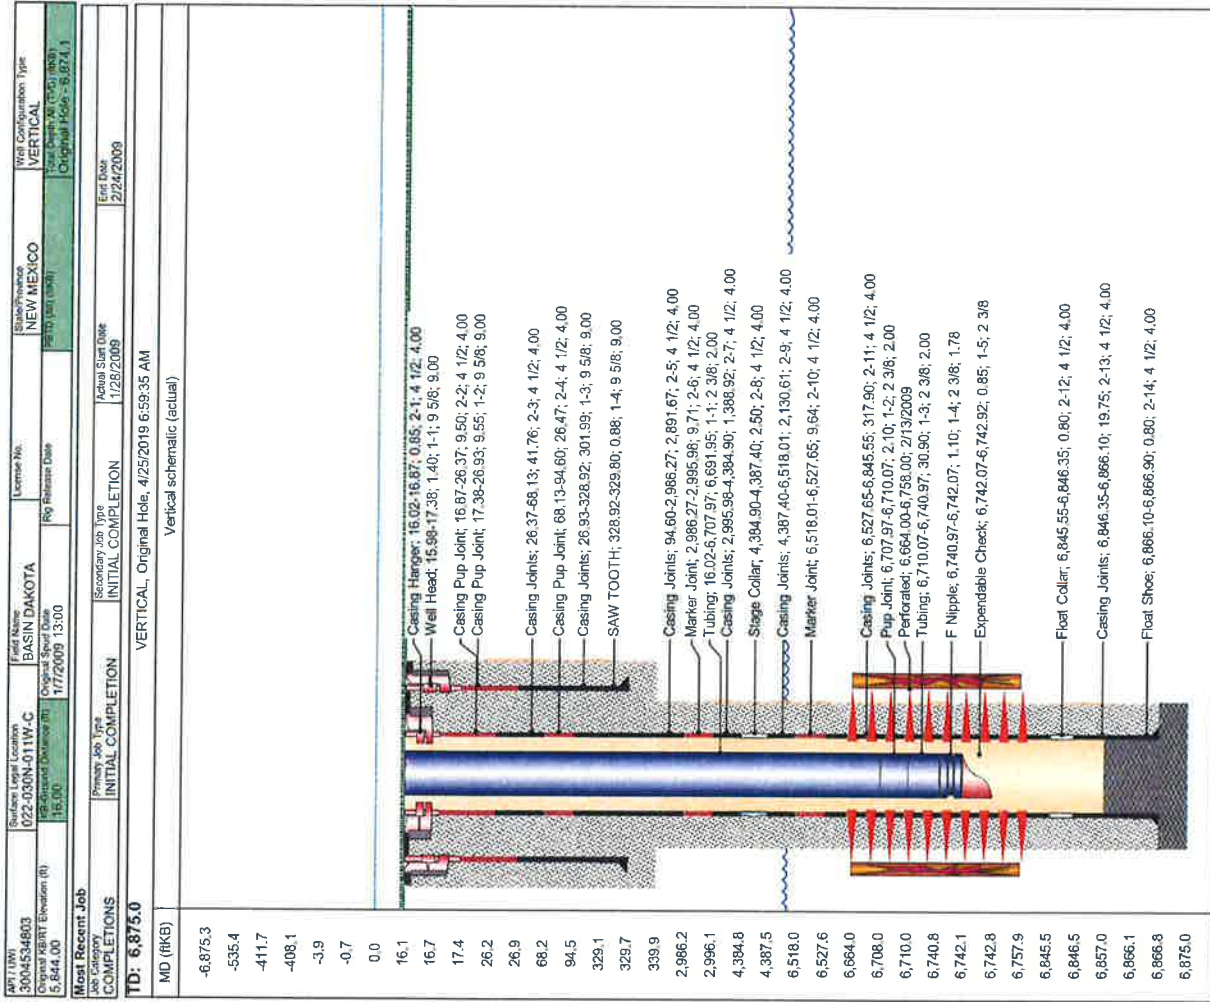 API / UWI
3004534803
Surface Legal Location
022-030N-011W-C
Field Name
BASIN DAKOTA
License No.
State/Province
NEW MEXICO
Well Configuration Type
VERTICAL
Original KB/RT Elevation (ft)
5,844.00
KB-Ground Distance (ft)
16.00
Original Spud Date
1/7/2009 13:00
Rig Release Date
PBTD (All) (ftKB)
Total Depth All (TVD) (ftKB)
Original Hole - 6,874.1
Most Recent Job
Job Category
COMPLETIONS
Primary Job Type
INITIAL COMPLETION
Secondary Job Type
INITIAL COMPLETION
Actual Start Date
1/28/2009
End Date
2/24/2009
TD: 6,875.0
VERTICAL, Original Hole, 4/25/2019 6:59:35 AM
MD (ftKB)
Vertical schematic (actual)
-6,875.3
-535.4
-411.7
-408.1
-3.9
-0.7
0.0
16.1
16.7
17.4
26.2
26.9
68.2
94.5
329.1
329.7
339.9
2,986.2
2,996.1
4,384.8
4,387.5
6,518.0
6,527.6
6,664.0
6,708.0
6,710.0
6,740.8
6,742.1
6,742.8
6,757.9
6,845.5
6,846.5
6,857.0
6,866.1
6,866.8
6,875.0
Casing Hanger; 16.02-16.87; 0.85; 2-1; 4 1/2; 4.00
Well Head; 15.98-17.38; 1.40; 1-1; 9 5/8; 9.00
Casing Pup Joint; 16.87-26.37; 9.50; 2-2; 4 1/2; 4.00
Casing Pup Joint; 17.38-26.93; 9.55; 1-2; 9 5/8; 9.00
Casing Joints; 26.37-68.13; 41.76; 2-3; 4 1/2; 4.00
Casing Pup Joint; 68.13-94.60; 26.47; 2-4; 4 1/2; 4.00
Casing Joints; 26.93-328.92; 301.99; 1-3; 9 5/8; 9.00
SAW TOOTH; 328.92-329.80; 0.88; 1-4; 9 5/8; 9.00
Casing Joints; 94.60-2,986.27; 2,891.67; 2-5; 4 1/2; 4.00
Marker Joint; 2,986.27-2,995.98; 9.71; 2-6; 4 1/2; 4.00
Tubing; 16.02-6,707.97; 6,691.95; 1-1; 2 3/8; 2.00
Casing Joints; 2,995.98-4,384.90; 1,388.92; 2-7; 4 1/2; 4.00
Stage Collar; 4,384.90-4,387.40; 2.50; 2-8; 4 1/2; 4.00
Casing Joints; 4,387.40-6,518.01; 2,130.61; 2-9; 4 1/2; 4.00
Marker Joint; 6,518.01-6,527.65; 9.64; 2-10; 4 1/2; 4.00
Casing Joints; 6,527.65-6,845.55; 317.90; 2-11; 4 1/2; 4.00
Pup Joint; 6,707.97-6,710.07; 2.10; 1-2; 2 3/8; 2.00
Perforated; 6,664.00-6,758.00; 2/13/2009
Tubing; 6,710.07-6,740.97; 30.90; 1-3; 2 3/8; 2.00
F Nipple; 6,740.97-6,742.07; 1.10; 1-4; 2 3/8; 1.78
Expendable Check; 6,742.07-6,742.92; 0.85; 1-5; 2 3/8
Float Collar; 6,845.55-6,846.35; 0.80; 2-12; 4 1/2; 4.00
Casing Joints; 6,846.35-6,866.10; 19.75; 2-13; 4 1/2; 4.00
Float Shoe; 6,866.10-6,866.90; 0.80; 2-14; 4 1/2; 4.00